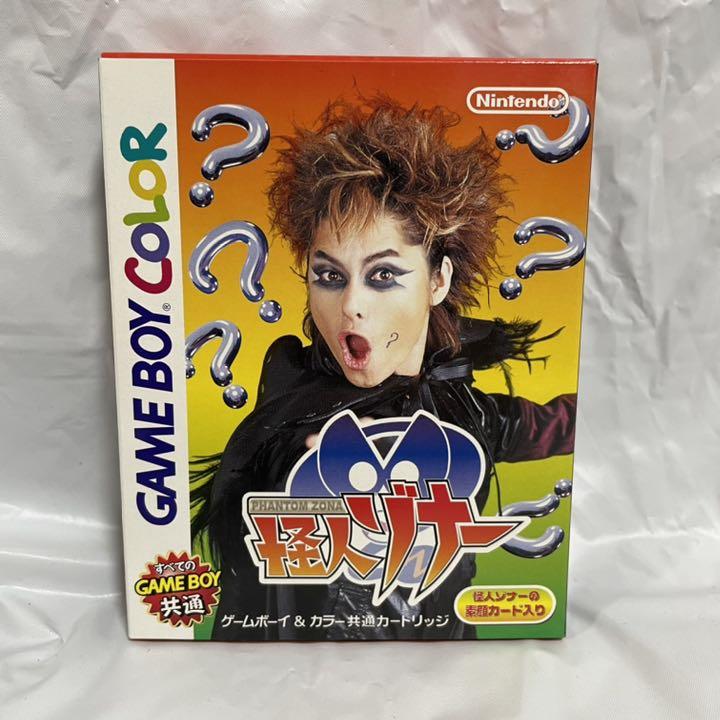 GAME BOY COLOR
Nintendo®
?
PHANTOM ZONA
怪人ゾナー
すべての
GAME BOY
共通
ゲームボーイ & カラー共通カートリッジ
怪人ゾナーの
素顔カード入り